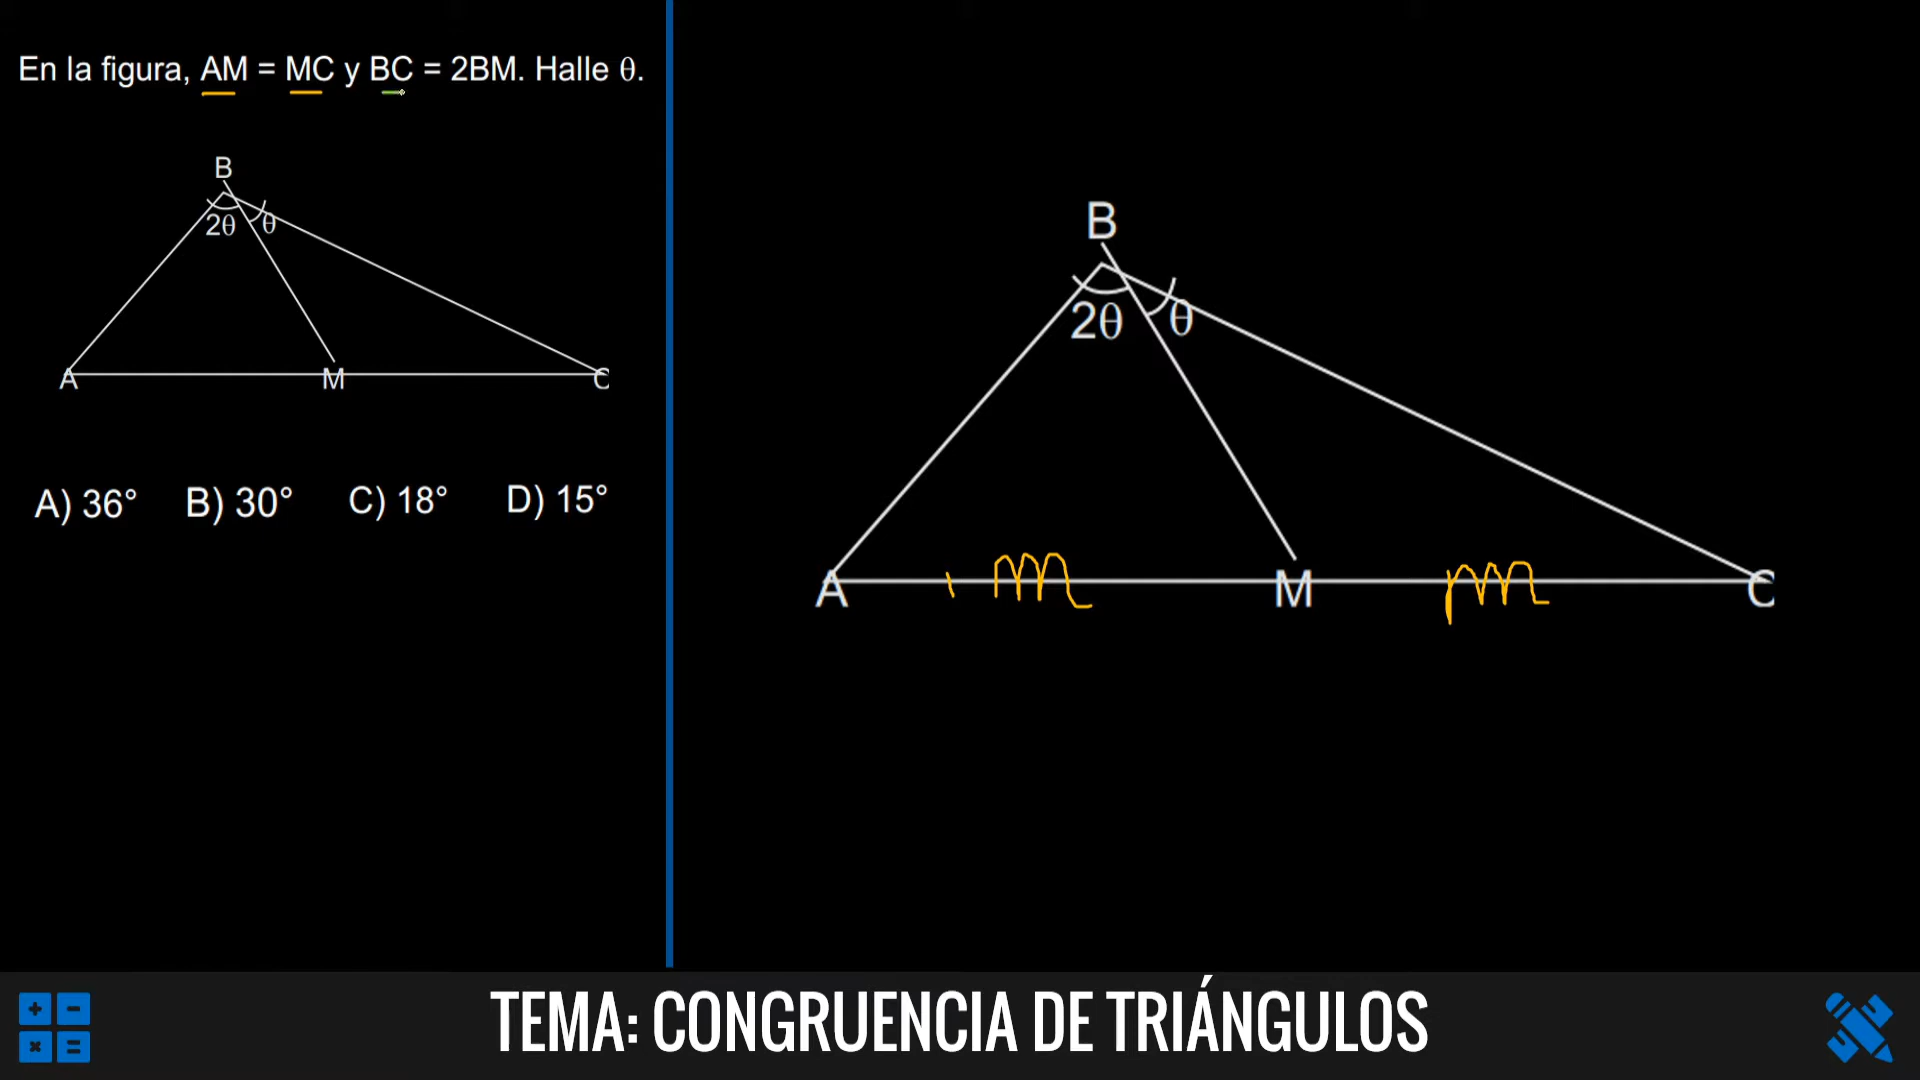 En la figura, AM = MC y BC = 2BM. Halle θ.
B
2θ θ
A M C
A) 36° B) 30° C) 18° D) 15°
B
2θ θ
m m
A M C
TEMA: CONGRUENCIA DE TRIÁNGULOS